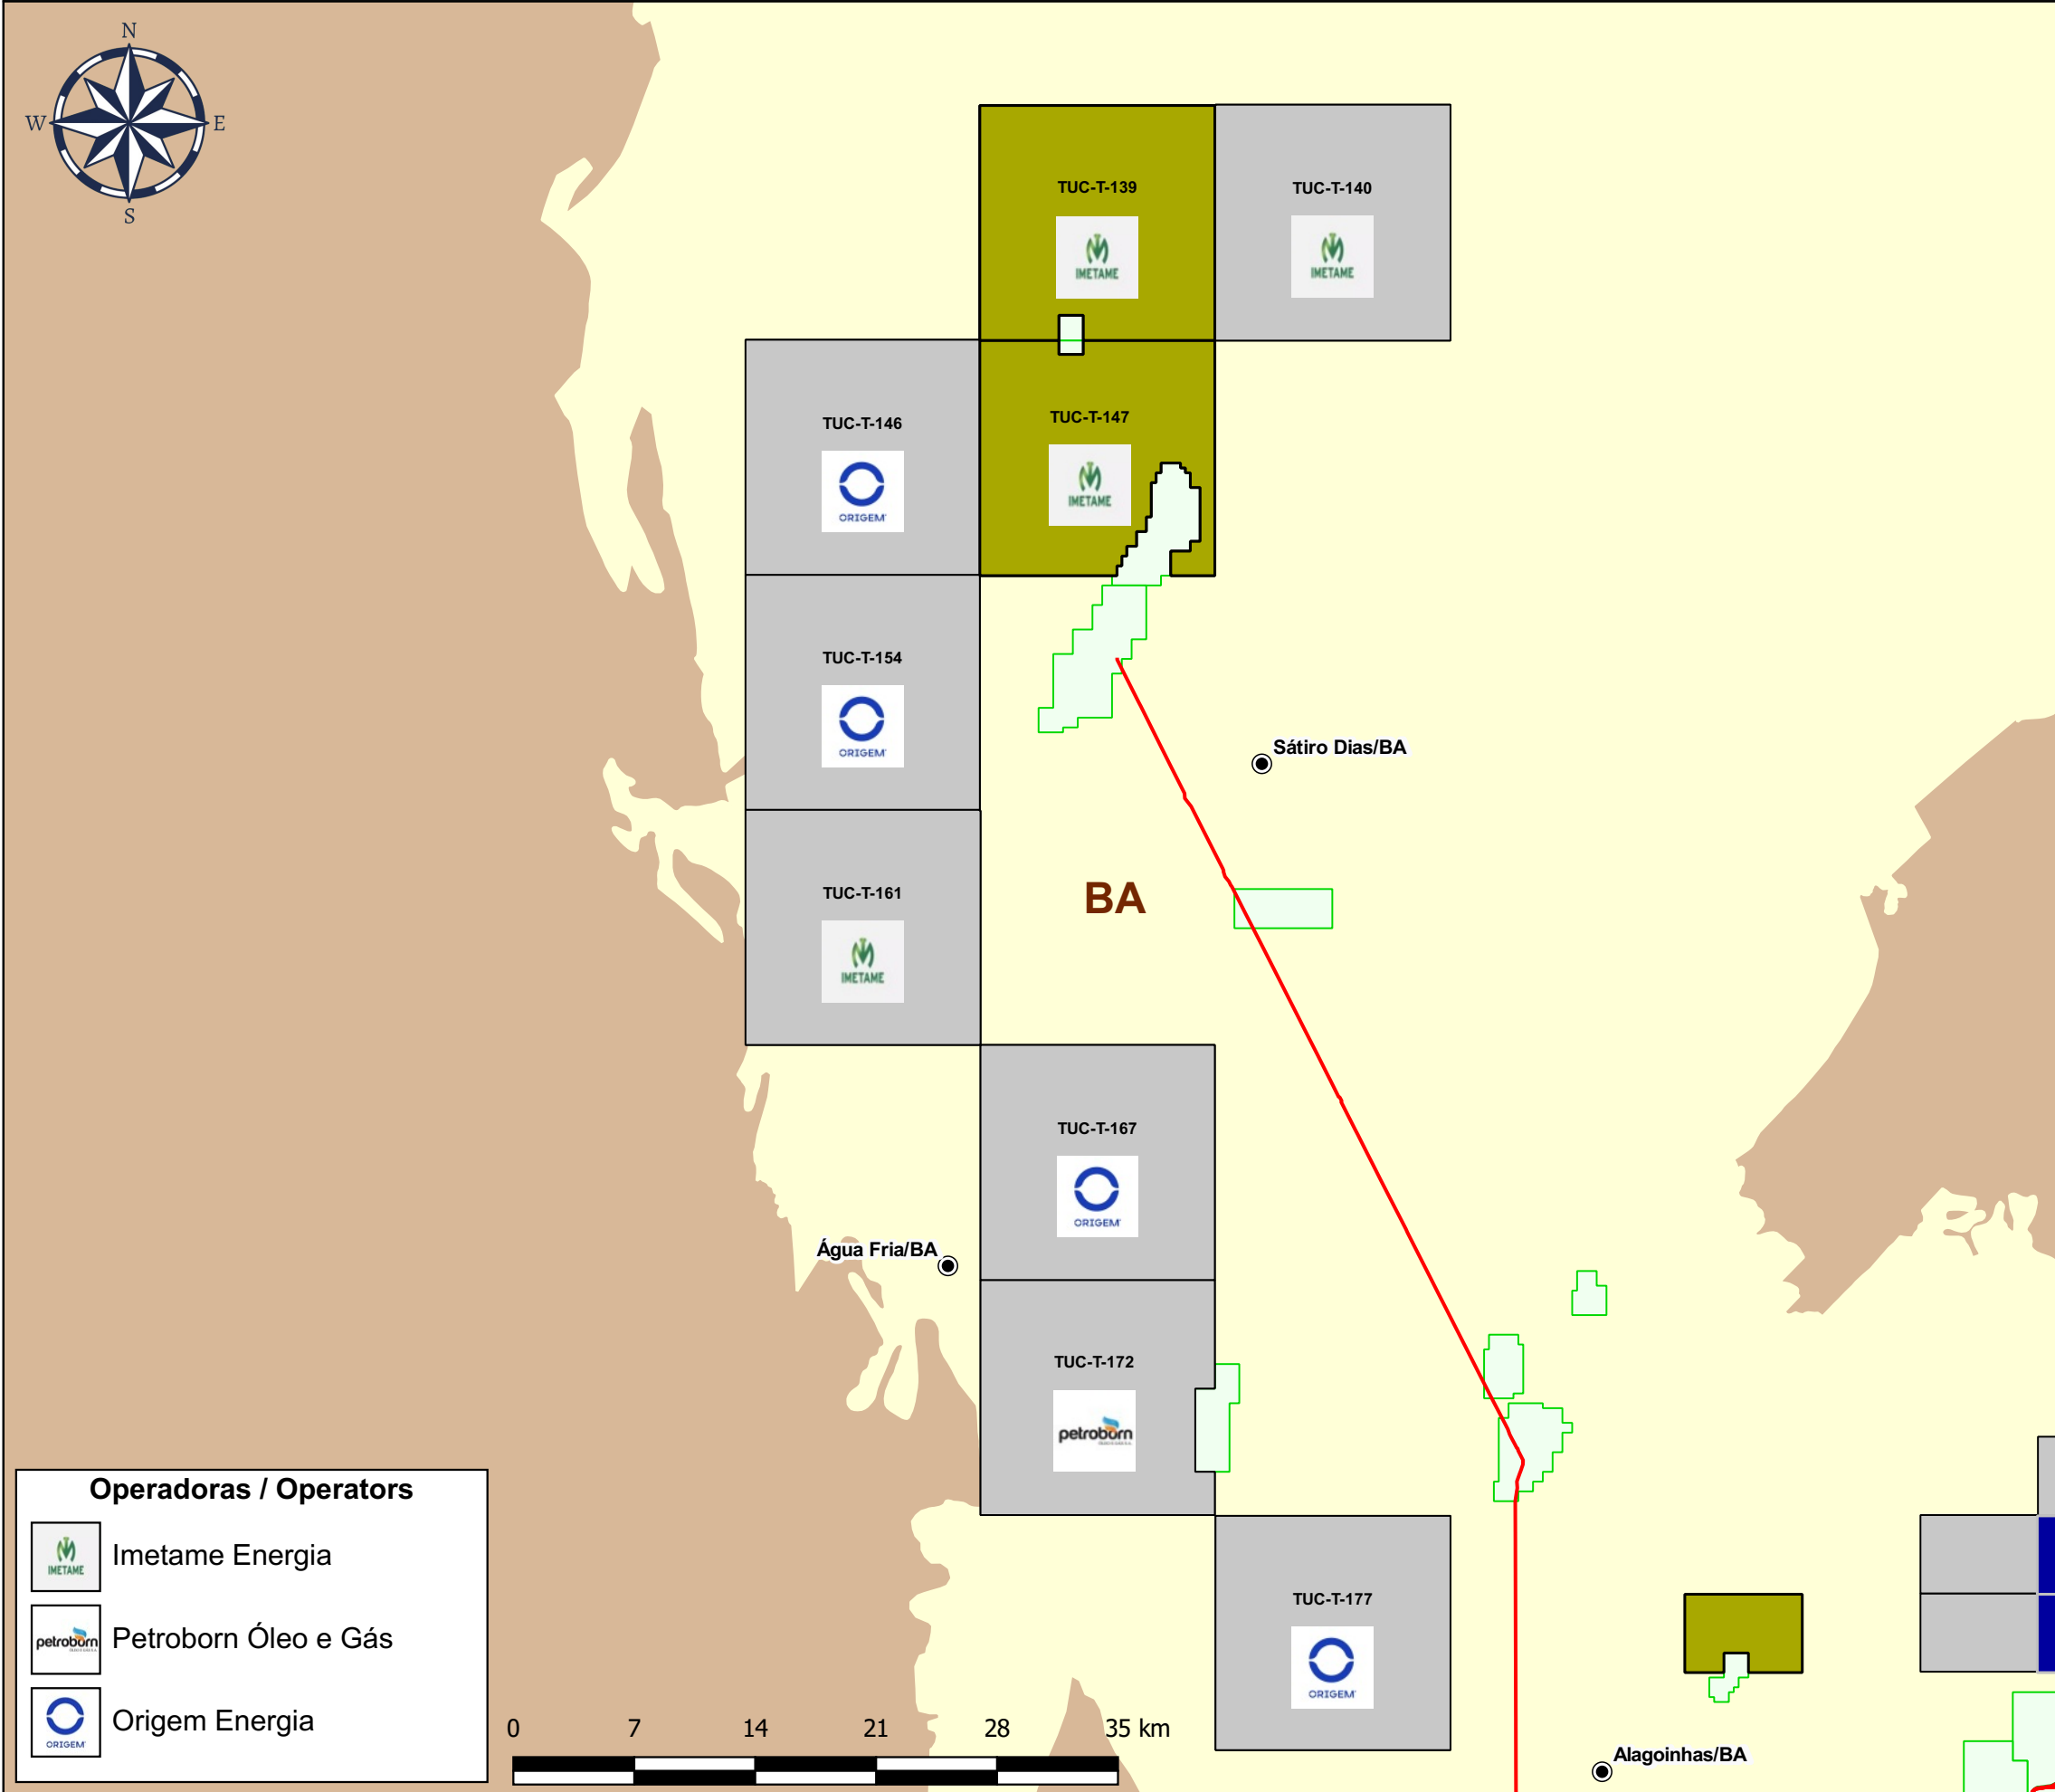 N
W
E
S
TUC-T-139
IMETAME
TUC-T-140
IMETAME
TUC-T-146
ORIGEM
TUC-T-147
IMETAME
TUC-T-154
ORIGEM
Sátiro Dias/BA
TUC-T-161
IMETAME
BA
TUC-T-167
ORIGEM
Água Fria/BA
TUC-T-172
petroborn
TUC-T-177
ORIGEM
Alagoinhas/BA
Operadoras / Operators
IMETAME
Imetame Energia
petroborn
Petroborn Óleo e Gás
ORIGEM
Origem Energia
0 7 14 21 28 35 km